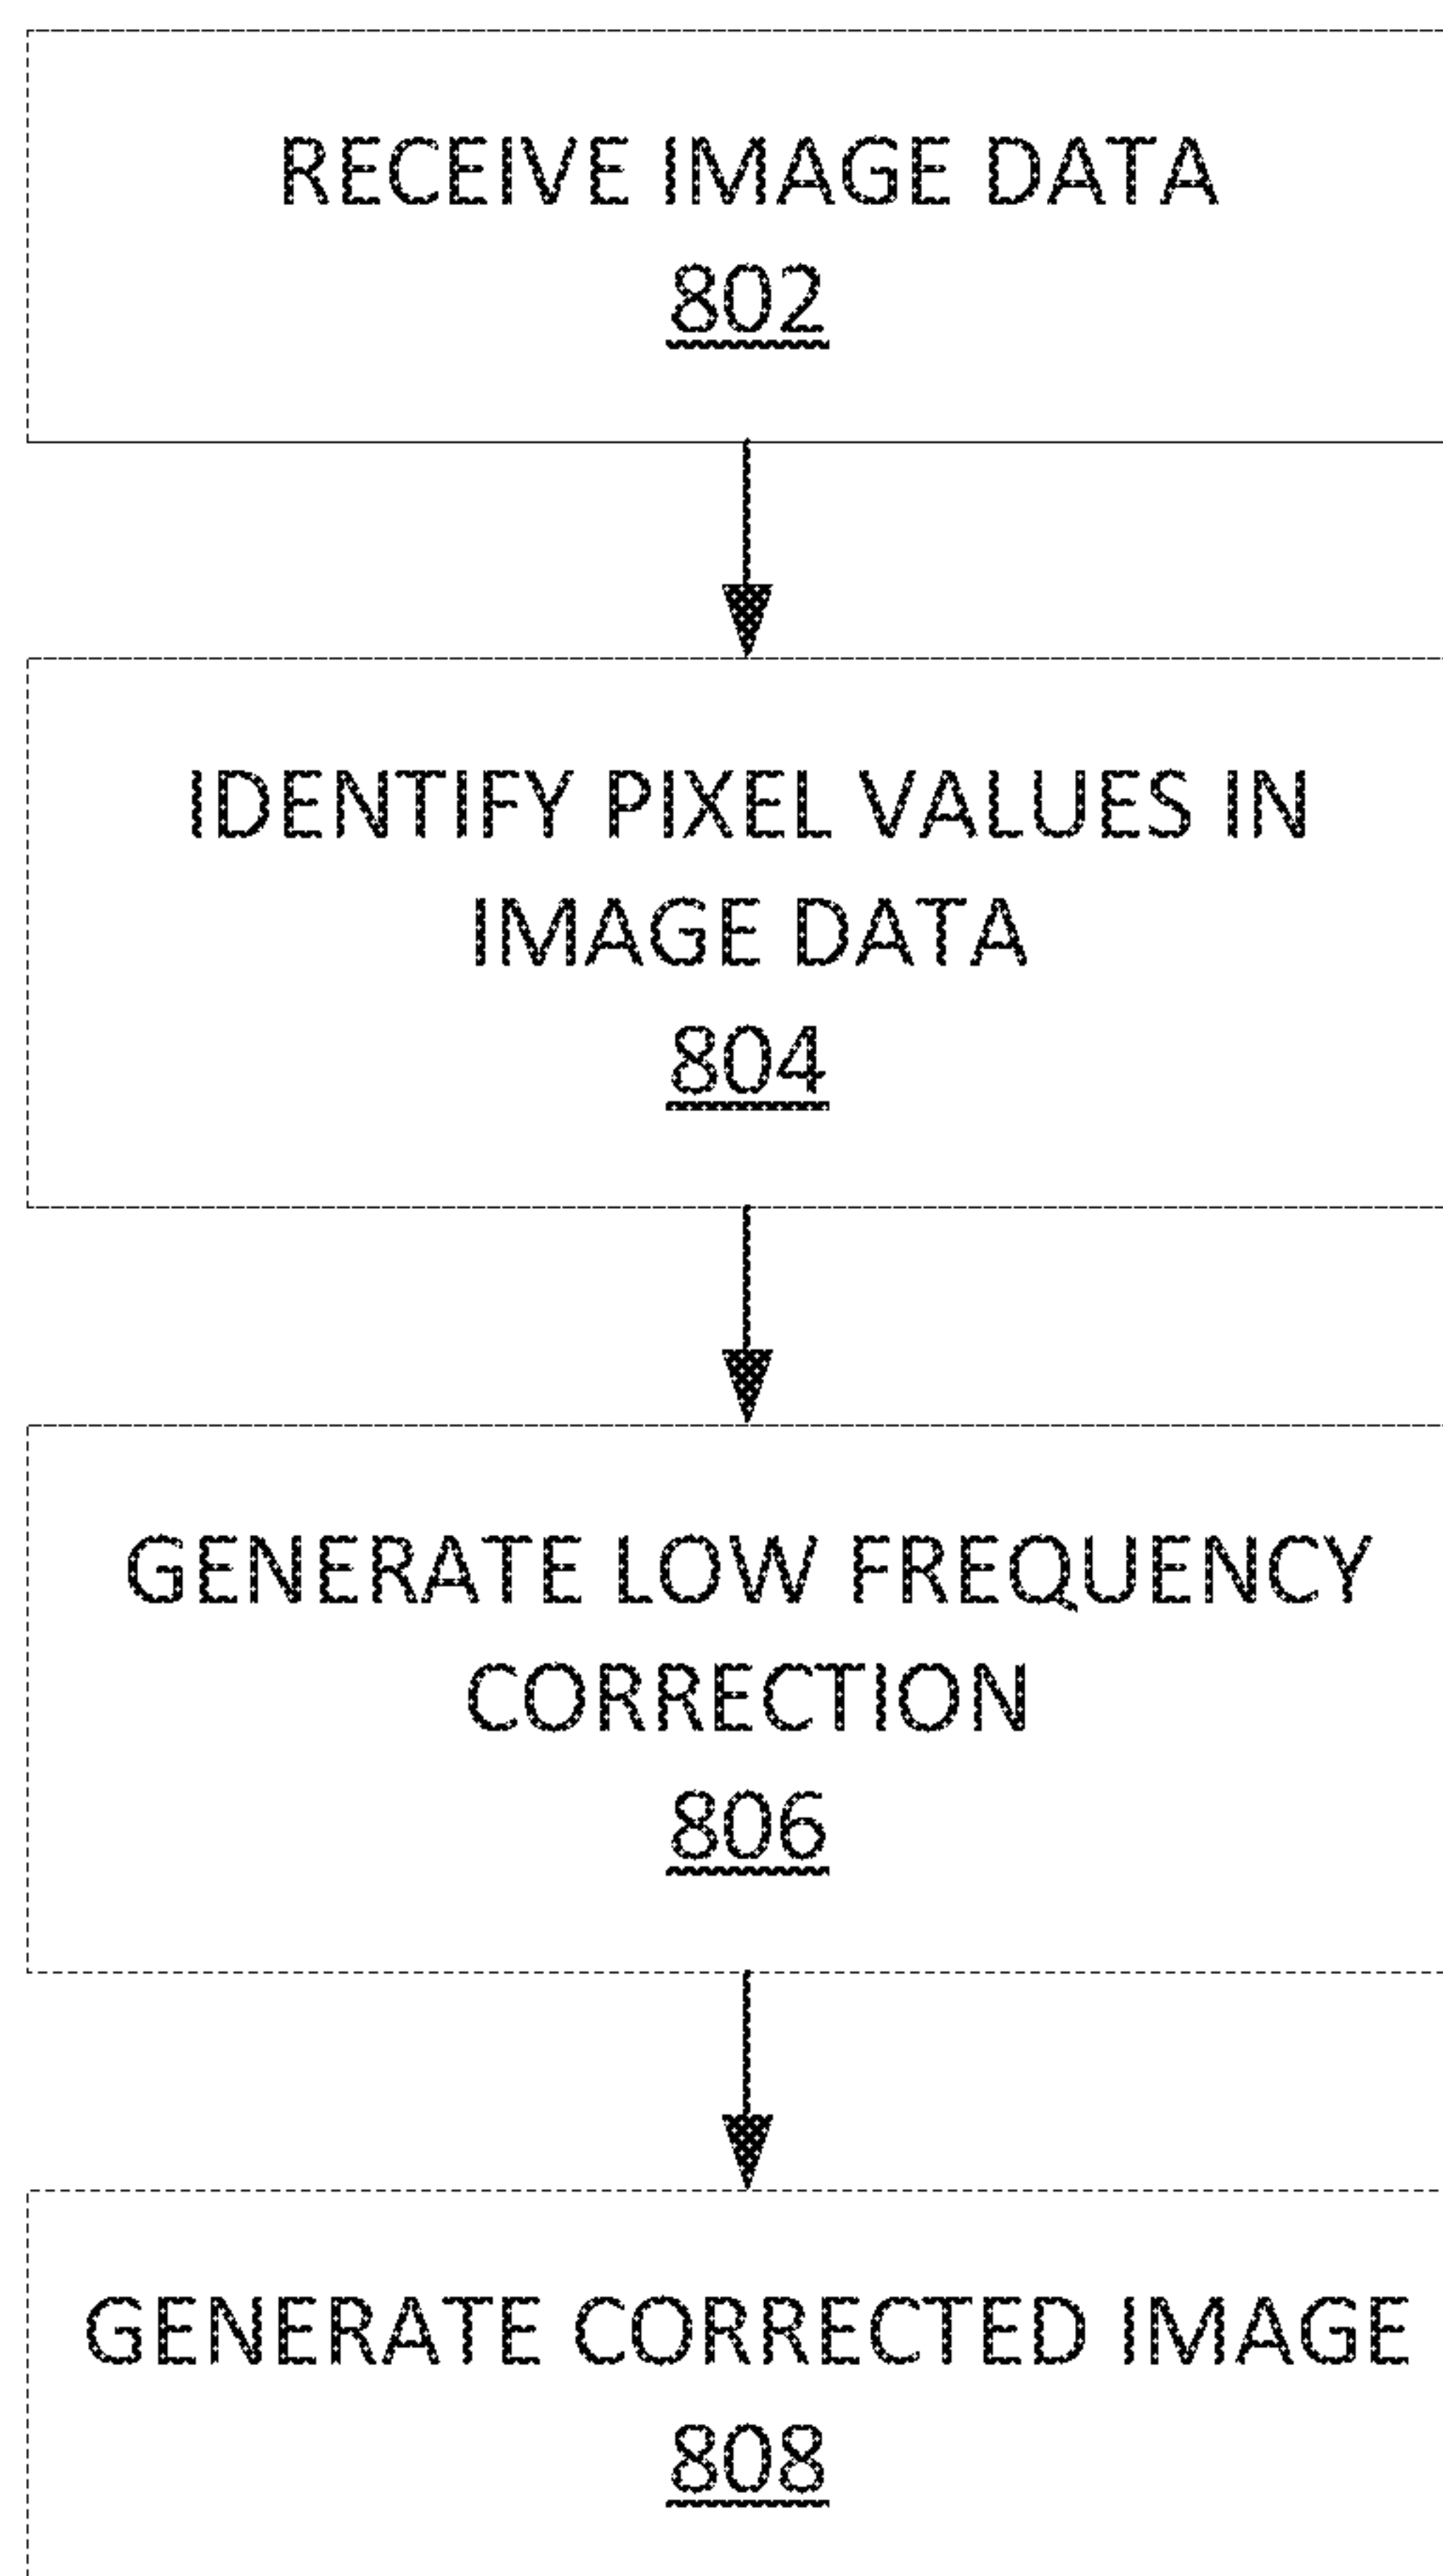 RECEIVE IMAGE DATA
802
IDENTIFY PIXEL VALUES IN
IMAGE DATA
804
GENERATE LOW FREQUENCY
CORRECTION
806
GENERATE CORRECTED IMAGE
808